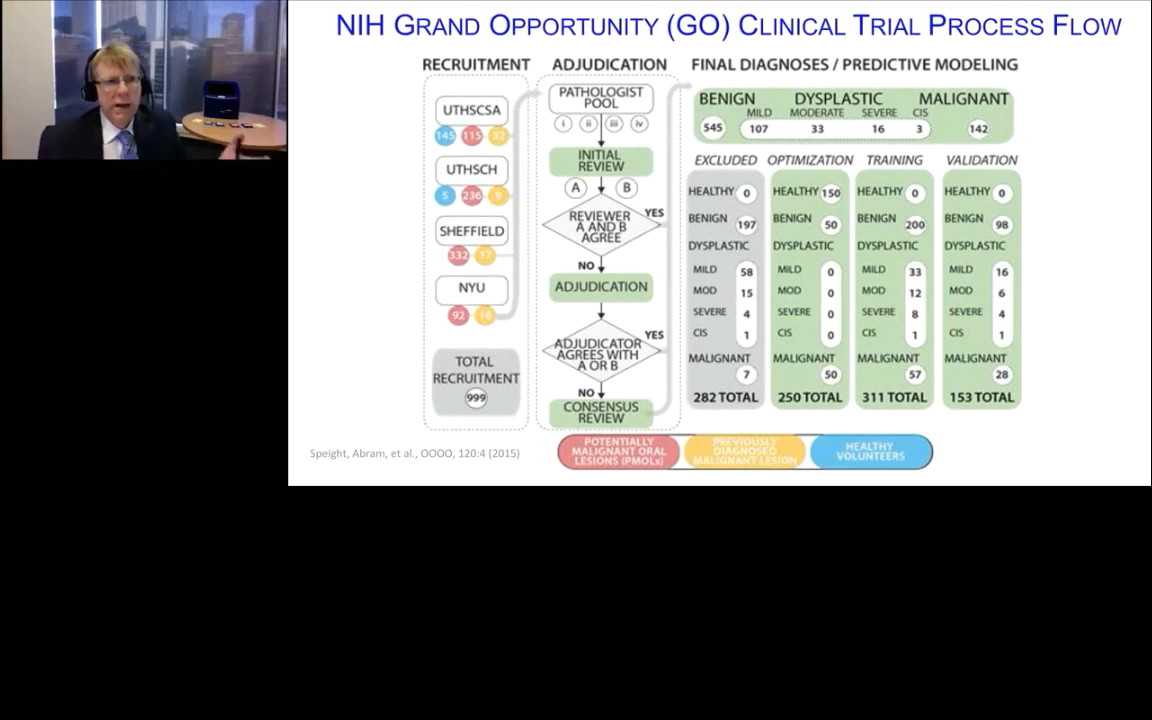 NIH GRAND OPPORTUNITY (GO) CLINICAL TRIAL PROCESS FLOW
RECRUITMENT
UTHSCSA
145 115 33
UTHSCH
5 236 9
SHEFFIELD
332 17
NYU
92 16
TOTAL
RECRUITMENT
999
ADJUDICATION
PATHOLOGIST
POOL
i ii iii iv
INITIAL
REVIEW
A B
REVIEWER
A AND B
AGREE
YES
NO
ADJUDICATION
ADJUDICATOR
AGREES WITH
A OR B
YES
NO
CONSENSUS
REVIEW
FINAL DIAGNOSES / PREDICTIVE MODELING
BENIGN DYSPLASTIC MALIGNANT
MILD MODERATE SEVERE CIS
545 107 33 16 3 142
EXCLUDED
HEALTHY 0
BENIGN 197
DYSPLASTIC
MILD 58
MOD 15
SEVERE 4
CIS 1
MALIGNANT
7
282 TOTAL
OPTIMIZATION
HEALTHY 150
BENIGN 50
DYSPLASTIC
MILD 0
MOD 0
SEVERE 0
CIS 0
MALIGNANT
50
250 TOTAL
TRAINING
HEALTHY 0
BENIGN 200
DYSPLASTIC
MILD 33
MOD 12
SEVERE 8
CIS 1
MALIGNANT
57
311 TOTAL
VALIDATION
HEALTHY 0
BENIGN 98
DYSPLASTIC
MILD 16
MOD 6
SEVERE 4
CIS 1
MALIGNANT
28
153 TOTAL
POTENTIALLY
MALIGNANT ORAL
LESIONS (PMOLs)
PREVIOUSLY
DIAGNOSED
MALIGNANT LESION
HEALTHY
VOLUNTEERS
Speight, Abram, et al., OOOO, 120:4 (2015)